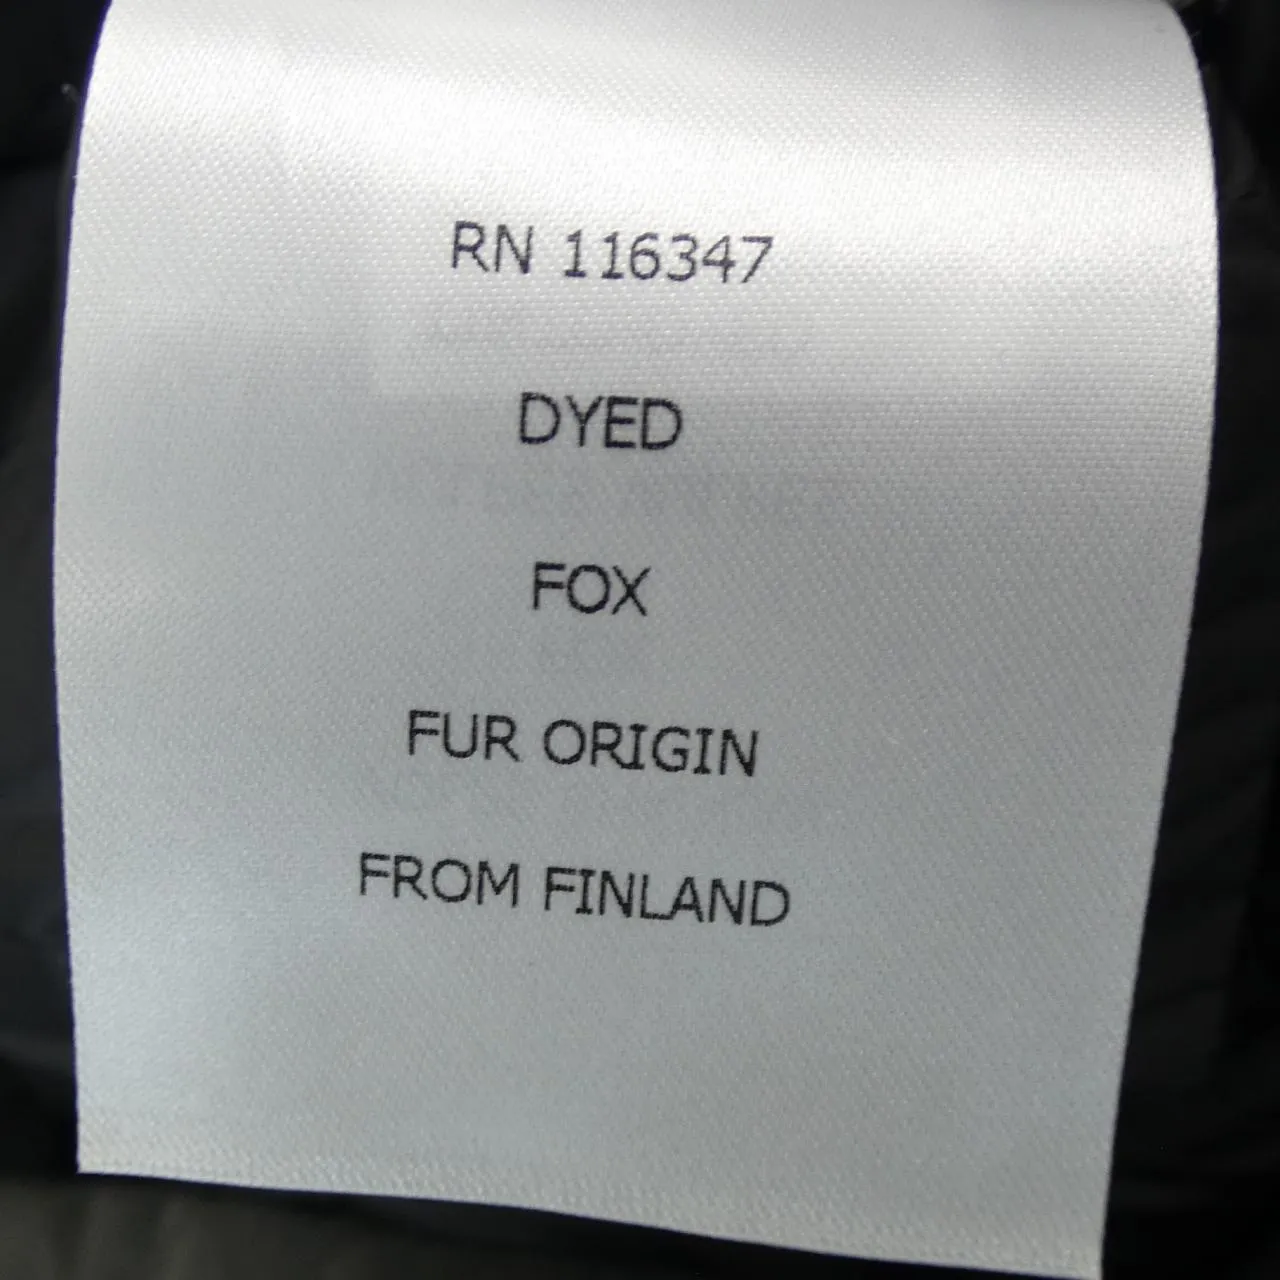 RN 116347
DYED
FOX
FUR ORIGIN
FROM FINLAND